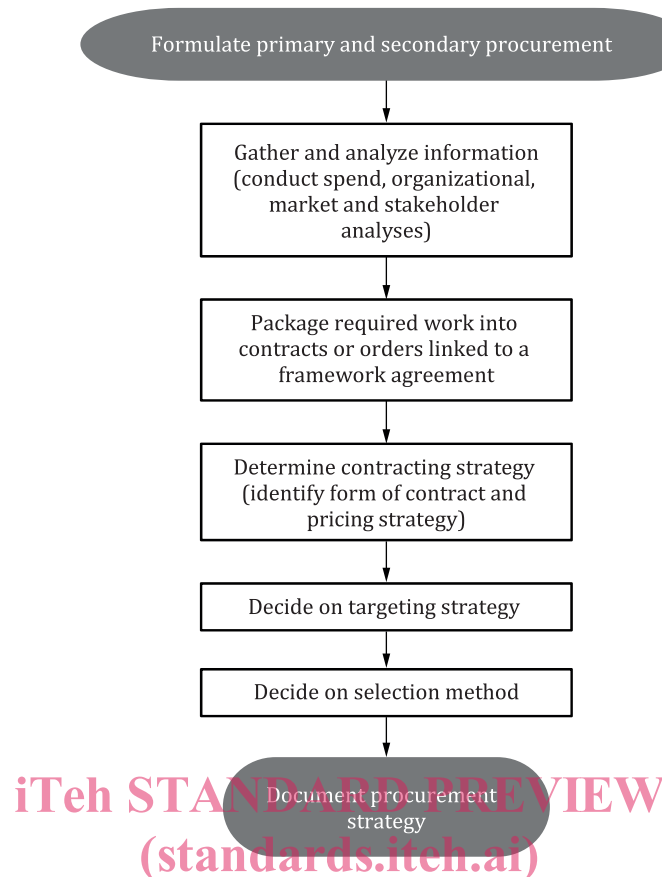 Formulate primary and secondary procurement
Gather and analyze information
(conduct spend, organizational,
market and stakeholder
analyses)
Package required work into
contracts or orders linked to a
framework agreement
Determine contracting strategy
(identify form of contract and
pricing strategy)
Decide on targeting strategy
Decide on selection method
iTeh STANDARD PREVIEW
Document procurement
strategy
(standards.iteh.ai)